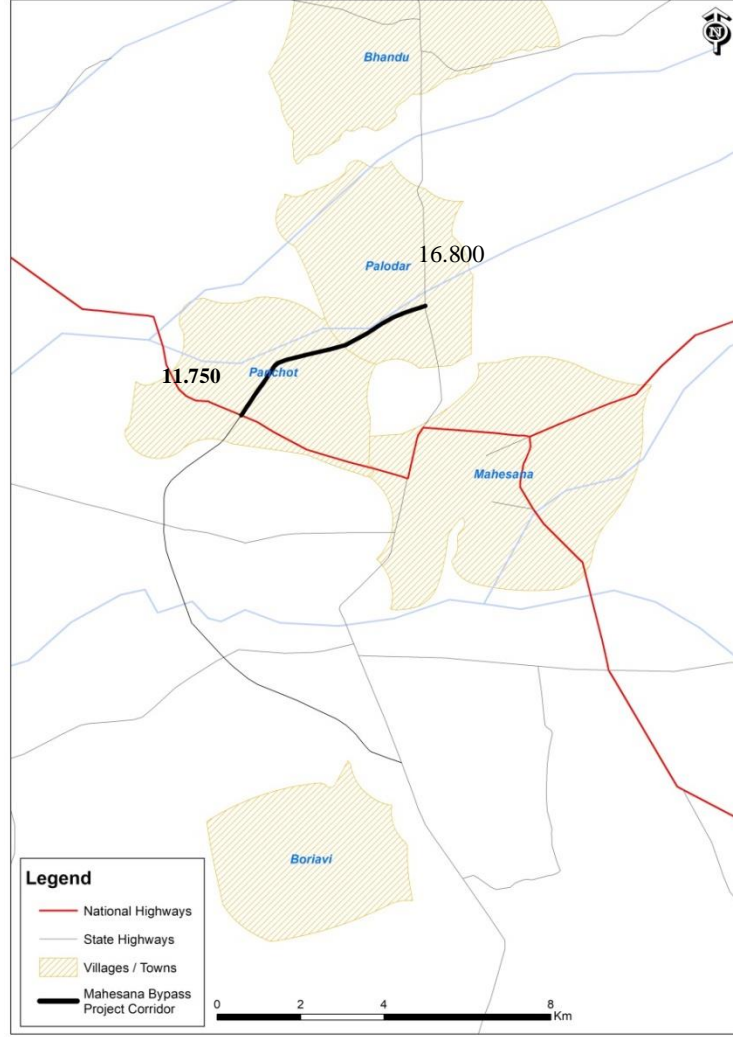 N
Bhandu
16.800
Palodar
11.750
Panchot
Mahesana
Boriavi
Legend
National Highways
State Highways
Villages / Towns
Mahesana Bypass
Project Corridor
0 2 4 8
Km